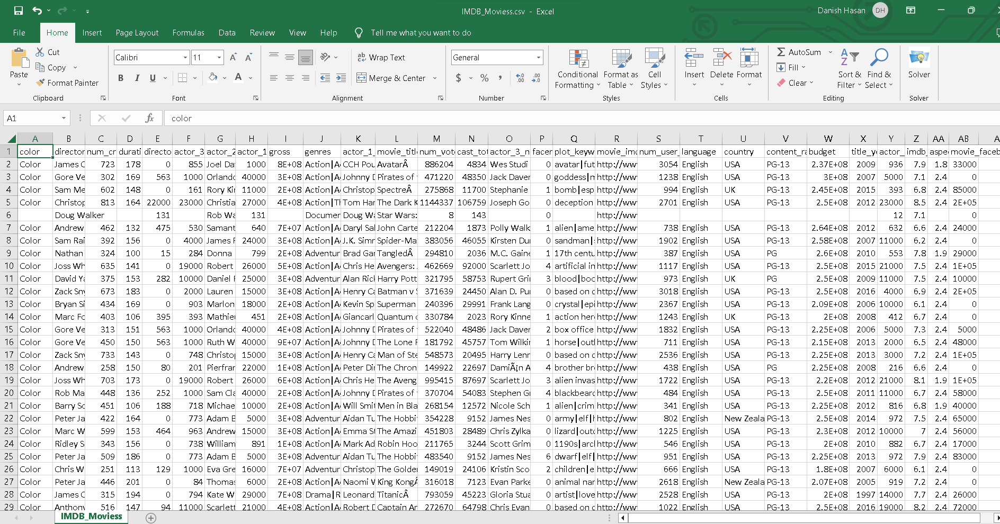 IMDB_Moviess.csv - Excel
Danish Hasan DH
File Home Insert Page Layout Formulas Data Review View Help Tell me what you want to do
Paste
Cut
Copy
Format Painter
Clipboard
Calibri 11
B I U
Font
Wrap Text
Merge & Center
Alignment
General
$ % ,
Number
Conditional Formatting
Format as Table
Cell Styles
Styles
Insert Delete Format
Cells
AutoSum
Fill
Clear
Sort & Filter
Find & Select
Editing
Solver
Solver
A1 fx color
A B C D E F G H I J K L M N O P Q R S T U V W X Y Z AA AB A
1 color director num_cr durati directo actor_3 actor_2 actor_1 gross genres actor_1_ movie_title num_vote cast_tot actor_3_n facen plot_keyw movie_imd num_user_ language country content_ra budget title_ye actor_ imdb_ aspe movie_faceb
2 Color James C 723 178 0 855 Joel Da 1000 8E+08 Action|A CCH Pou AvatarÂ 886204 4834 Wes Studi 0 avatar|fut http://ww 3054 English USA PG-13 2.37E+08 2009 936 7.9 1.8 33000
3 Color Gore Ve 302 169 563 1000 Orlando 40000 3E+08 Action|A Johnny D Pirates of 471220 48350 Jack Daver 0 goddess|m http://ww 1238 English USA PG-13 3E+08 2007 5000 7.1 2.4 0
4 Color Sam Me 602 148 0 161 Rory Kin 11000 2E+08 Action|A Christop SpectreÂ 275868 11700 Stephanie 1 bomb|esp http://ww 994 English UK PG-13 2.45E+08 2015 393 6.8 2.4 85000
5 Color Christop 813 164 22000 23000 Christia 27000 4E+08 Action|Th Tom Har The Dark K 1144337 106759 Joseph Go 0 deception http://ww 2701 English USA PG-13 2.5E+08 2012 23000 8.5 2.4 2E+05
6 Doug Walker 131 Rob Wa 131 Documen Doug Wa Star Wars: 8 143 0 http://ww 12 7.1 0
7 Color Andrew 462 132 475 530 Samant 640 7E+07 Action|A Daryl Sal John Carte 212204 1873 Polly Walk 1 alien|ame http://ww 738 English USA PG-13 2.64E+08 2012 632 6.6 2.4 24000
8 Color Sam Rai 392 156 0 4000 James F 24000 3E+08 Action|A J.K. Simr Spider-Ma 383056 46055 Kirsten Du 0 sandman| http://ww 1902 English USA PG-13 2.58E+08 2007 11000 6.2 2.4 0
9 Color Nathan 324 100 15 284 Donna 799 2E+08 Adventur Brad Gar TangledÂ 294810 2036 M.C. Gaine 1 17th centu http://ww 387 English USA PG 2.6E+08 2010 553 7.8 1.9 29000
10 Color Joss Wh 635 141 0 19000 Robert 26000 5E+08 Action|A Chris He Avengers: 462669 92000 Scarlett Jo 4 artificial in http://ww 1117 English USA PG-13 2.5E+08 2015 21000 7.5 2.4 1E+05
11 Color David Ya 375 153 282 10000 Daniel R 25000 3E+08 Adventur Alan Rick Harry Pott 321795 58753 Rupert Gri 3 blood|boo http://ww 973 English UK PG 2.5E+08 2009 11000 7.5 2.4 10000
12 Color Zack Sny 673 183 0 2000 Lauren 15000 3E+08 Action|A Henry Ca Batman v S 371639 24450 Alan D. Pu 0 based on c http://ww 3018 English USA PG-13 2.5E+08 2016 4000 6.9 2.4 2E+05
13 Color Bryan Si 434 169 0 903 Marlon 18000 2E+08 Action|A Kevin Sp Superman 240396 29991 Frank Lang 0 crystal|epi http://ww 2367 English USA PG-13 2.09E+08 2006 10000 6.1 2.4 0
14 Color Marc Fo 403 106 395 393 Mathieu 451 2E+08 Action|A Giancarl Quantum o 330784 2023 Rory Kinne 1 action her http://ww 1243 English UK PG-13 2E+08 2008 412 6.7 2.4 0
15 Color Gore Ve 313 151 563 1000 Orlando 40000 4E+08 Action|A Johnny D Pirates of 522040 48486 Jack Daver 2 box office http://ww 1832 English USA PG-13 2.25E+08 2006 5000 7.3 2.4 5000
16 Color Gore Ve 450 150 563 1000 Ruth W 40000 9E+07 Action|A Johnny D The Lone R 181792 45757 Tom Wilkin 1 horse|outl http://ww 711 English USA PG-13 2.15E+08 2013 2000 6.5 2.4 48000
17 Color Zack Sny 733 143 0 748 Christop 15000 3E+08 Action|A Henry Ca Man of Ste 548573 20495 Harry Lenn 0 based on c http://ww 2536 English USA PG-13 2.25E+08 2013 3000 7.2 2.4 1E+05
18 Color Andrew 258 150 80 201 Pierfran 22000 1E+08 Action|A Peter Din The Chron 149922 22697 DamiÃ¡n A 4 brother br http://ww 438 English USA PG 2.25E+08 2008 216 6.6 2.4 0
19 Color Joss Wh 703 173 0 19000 Robert 26000 6E+08 Action|A Chris He The Aveng 995415 87697 Scarlett Jo 3 alien invas http://ww 1722 English USA PG-13 2.2E+08 2012 21000 8.1 1.9 1E+05
20 Color Rob Ma 448 136 252 1000 Sam Cla 40000 2E+08 Action|A Johnny D Pirates of 370704 54083 Stephen G 4 blackbeard http://ww 484 English USA PG-13 2.5E+08 2011 11000 6.7 2.4 58000
21 Color Barry So 451 106 188 718 Michae 10000 2E+08 Action|A Will Smit Men in Bla 268154 12572 Nicole Sch 1 alien|crim http://ww 341 English USA PG-13 2.25E+08 2012 816 6.8 1.9 40000
22 Color Peter Ja 422 164 0 773 Adam B 5000 3E+08 Adventur Aidan Tu The Hobbi 354228 9152 James Nes 0 army|elf|h http://ww 802 English New Zeala PG-13 2.5E+08 2014 972 7.5 2.4 65000
23 Color Marc W 599 153 464 963 Andrew 15000 3E+08 Action|A Emma St The Amazi 451803 28489 Chris Zylka 0 lizard|outc http://ww 1225 English USA PG-13 2.3E+08 2012 10000 7 2.4 56000
24 Color Ridley S 343 156 0 738 William 891 1E+08 Action|A Mark Ad Robin Hoo 211765 3244 Scott Grim 0 1190s|arc http://ww 546 English USA PG-13 2E+08 2010 882 6.7 2.4 17000
25 Color Peter Ja 509 186 0 773 Adam B 5000 3E+08 Adventur Aidan Tu The Hobbi 483540 9152 James Nes 6 dwarf|elf| http://ww 951 English USA PG-13 2.25E+08 2013 972 7.9 2.4 83000
26 Color Chris W 251 113 129 1000 Eva Gre 16000 7E+07 Adventur Christop The Golde 149019 24106 Kristin Sco 2 children|e http://ww 666 English USA PG-13 1.8E+08 2007 6000 6.1 2.4 0
27 Color Peter Ja 446 201 0 84 Thomas 6000 2E+08 Action|A Naomi W King KongÂ 316018 7123 Evan Parke 0 animal nar http://ww 2618 English New Zeala PG-13 2.07E+08 2005 919 7.2 2.4 0
28 Color James C 315 194 0 794 Kate W 29000 7E+08 Drama|R Leonard TitanicÂ 793059 45223 Gloria Stua 0 artist|love http://ww 2528 English USA PG-13 2E+08 1997 14000 7.7 2.4 26000
29 Color Anthony 516 147 94 11000 Scarlett 21000 4E+08 Action|A Robert D Captain An 272670 64798 Chris Evan 0 based on c http://ww 1022 English USA PG-13 2.5E+08 2016 19000 8.2 2.4 72000
IMDB_Moviess